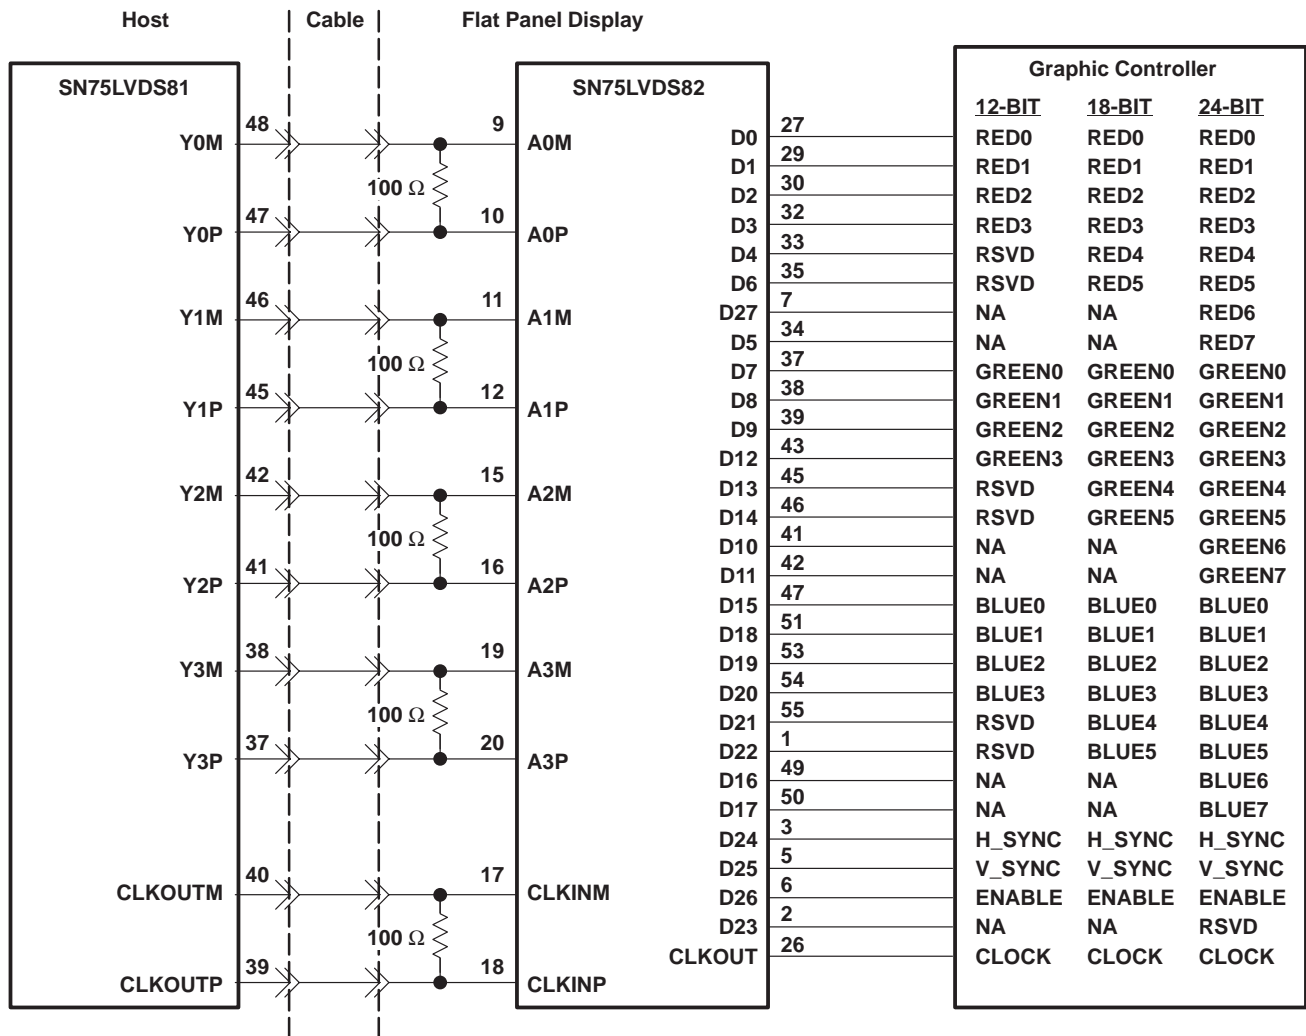 Host Cable Flat Panel Display
SN75LVDS81 SN75LVDS82 Graphic Controller
12-BIT 18-BIT 24-BIT
Y0M 48 9 A0M
100 Ω
Y0P 47 10 A0P
Y1M 46 11 A1M
100 Ω
Y1P 45 12 A1P
Y2M 42 15 A2M
100 Ω
Y2P 41 16 A2P
Y3M 38 19 A3M
100 Ω
Y3P 37 20 A3P
CLKOUTM 40 17 CLKINM
100 Ω
CLKOUTP 39 18 CLKINP
D0 27 RED0 RED0 RED0
D1 29 RED1 RED1 RED1
D2 30 RED2 RED2 RED2
D3 32 RED3 RED3 RED3
D4 33 RSVD RED4 RED4
D6 35 RSVD RED5 RED5
D27 7 NA NA RED6
D5 34 NA NA RED7
D7 37 GREEN0 GREEN0 GREEN0
D8 38 GREEN1 GREEN1 GREEN1
D9 39 GREEN2 GREEN2 GREEN2
D12 43 GREEN3 GREEN3 GREEN3
D13 45 RSVD GREEN4 GREEN4
D14 46 RSVD GREEN5 GREEN5
D10 41 NA NA GREEN6
D11 42 NA NA GREEN7
D15 47 BLUE0 BLUE0 BLUE0
D18 51 BLUE1 BLUE1 BLUE1
D19 53 BLUE2 BLUE2 BLUE2
D20 54 BLUE3 BLUE3 BLUE3
D21 55 RSVD BLUE4 BLUE4
D22 1 RSVD BLUE5 BLUE5
D16 49 NA NA BLUE6
D17 50 NA NA BLUE7
D24 3 H_SYNC H_SYNC H_SYNC
D25 5 V_SYNC V_SYNC V_SYNC
D26 6 ENABLE ENABLE ENABLE
D23 2 NA NA RSVD
CLKOUT 26 CLOCK CLOCK CLOCK